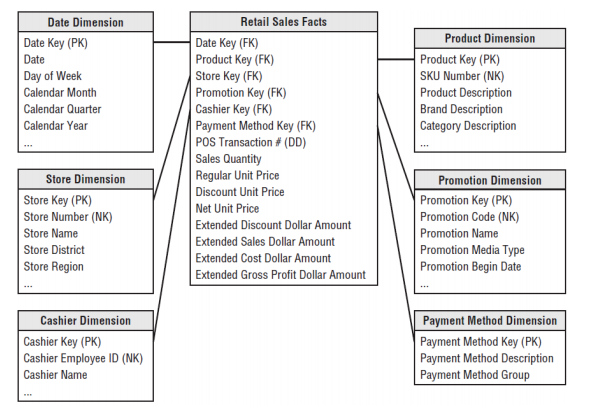 Date Dimension
Date Key (PK)
Date
Day of Week
Calendar Month
Calendar Quarter
Calendar Year
...
Store Dimension
Store Key (PK)
Store Number (NK)
Store Name
Store District
Store Region
...
Cashier Dimension
Cashier Key (PK)
Cashier Employee ID (NK)
Cashier Name
...
Retail Sales Facts
Date Key (FK)
Product Key (FK)
Store Key (FK)
Promotion Key (FK)
Cashier Key (FK)
Payment Method Key (FK)
POS Transaction # (DD)
Sales Quantity
Regular Unit Price
Discount Unit Price
Net Unit Price
Extended Discount Dollar Amount
Extended Sales Dollar Amount
Extended Cost Dollar Amount
Extended Gross Profit Dollar Amount
Product Dimension
Product Key (PK)
SKU Number (NK)
Product Description
Brand Description
Category Description
...
Promotion Dimension
Promotion Key (PK)
Promotion Code (NK)
Promotion Name
Promotion Media Type
Promotion Begin Date
...
Payment Method Dimension
Payment Method Key (PK)
Payment Method Description
Payment Method Group